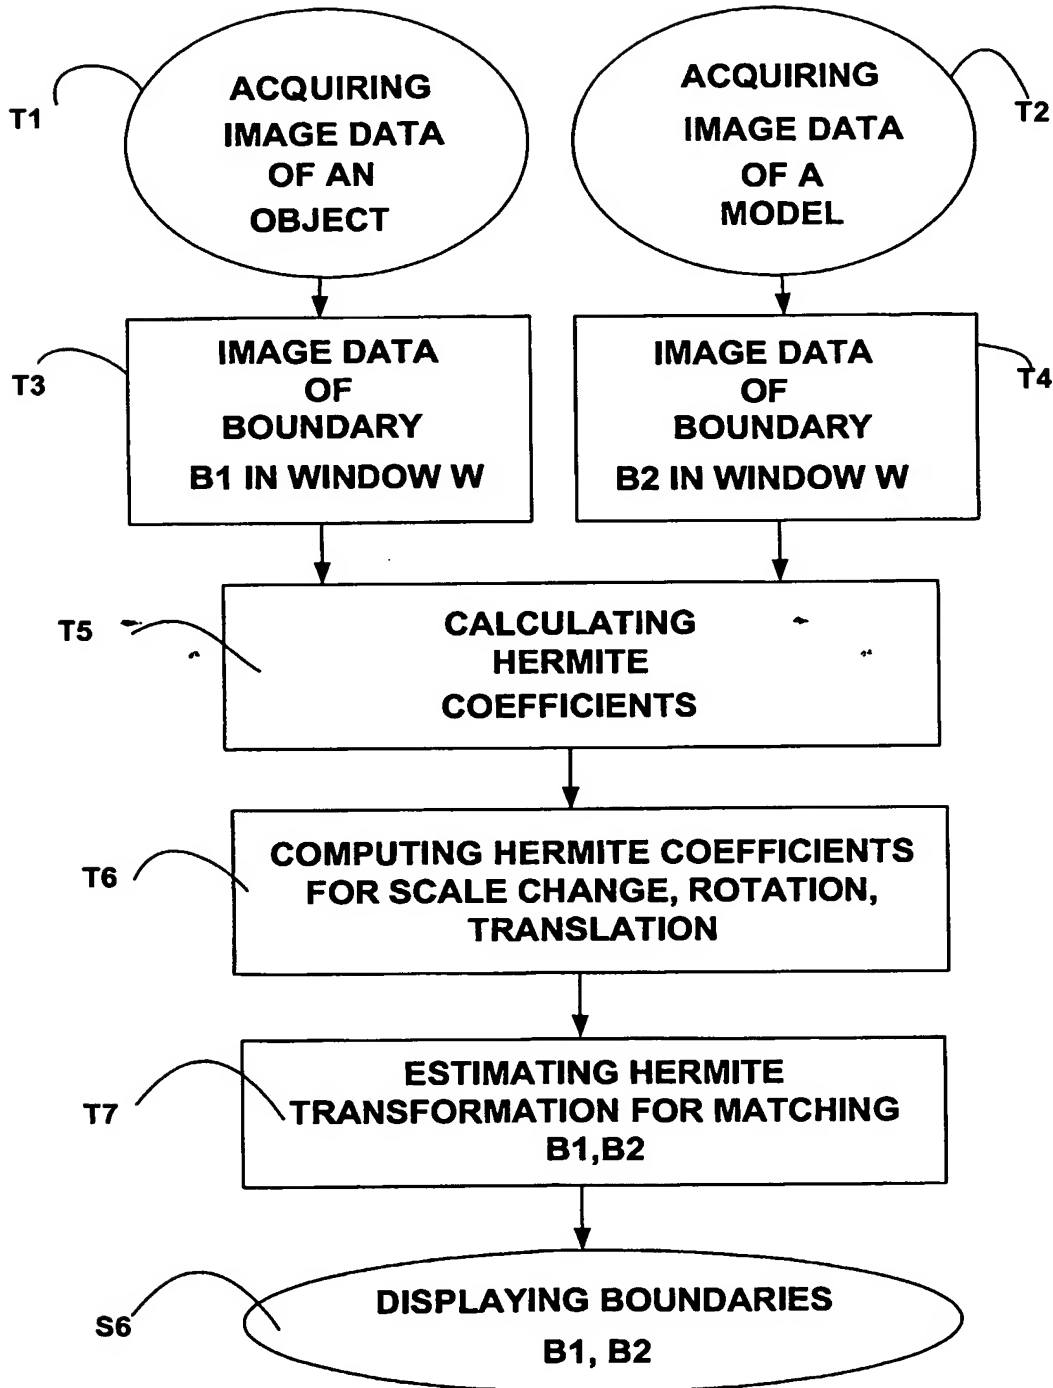 T1
ACQUIRING
IMAGE DATA
OF AN
OBJECT
ACQUIRING
IMAGE DATA
OF A
MODEL
T2
T3
IMAGE DATA
OF
BOUNDARY
B1 IN WINDOW W
IMAGE DATA
OF
BOUNDARY
B2 IN WINDOW W
T4
T5
CALCULATING
HERMITE
COEFFICIENTS
T6
COMPUTING HERMITE COEFFICIENTS
FOR SCALE CHANGE, ROTATION,
TRANSLATION
T7
ESTIMATING HERMITE
TRANSFORMATION FOR MATCHING
B1,B2
S6
DISPLAYING BOUNDARIES
B1, B2